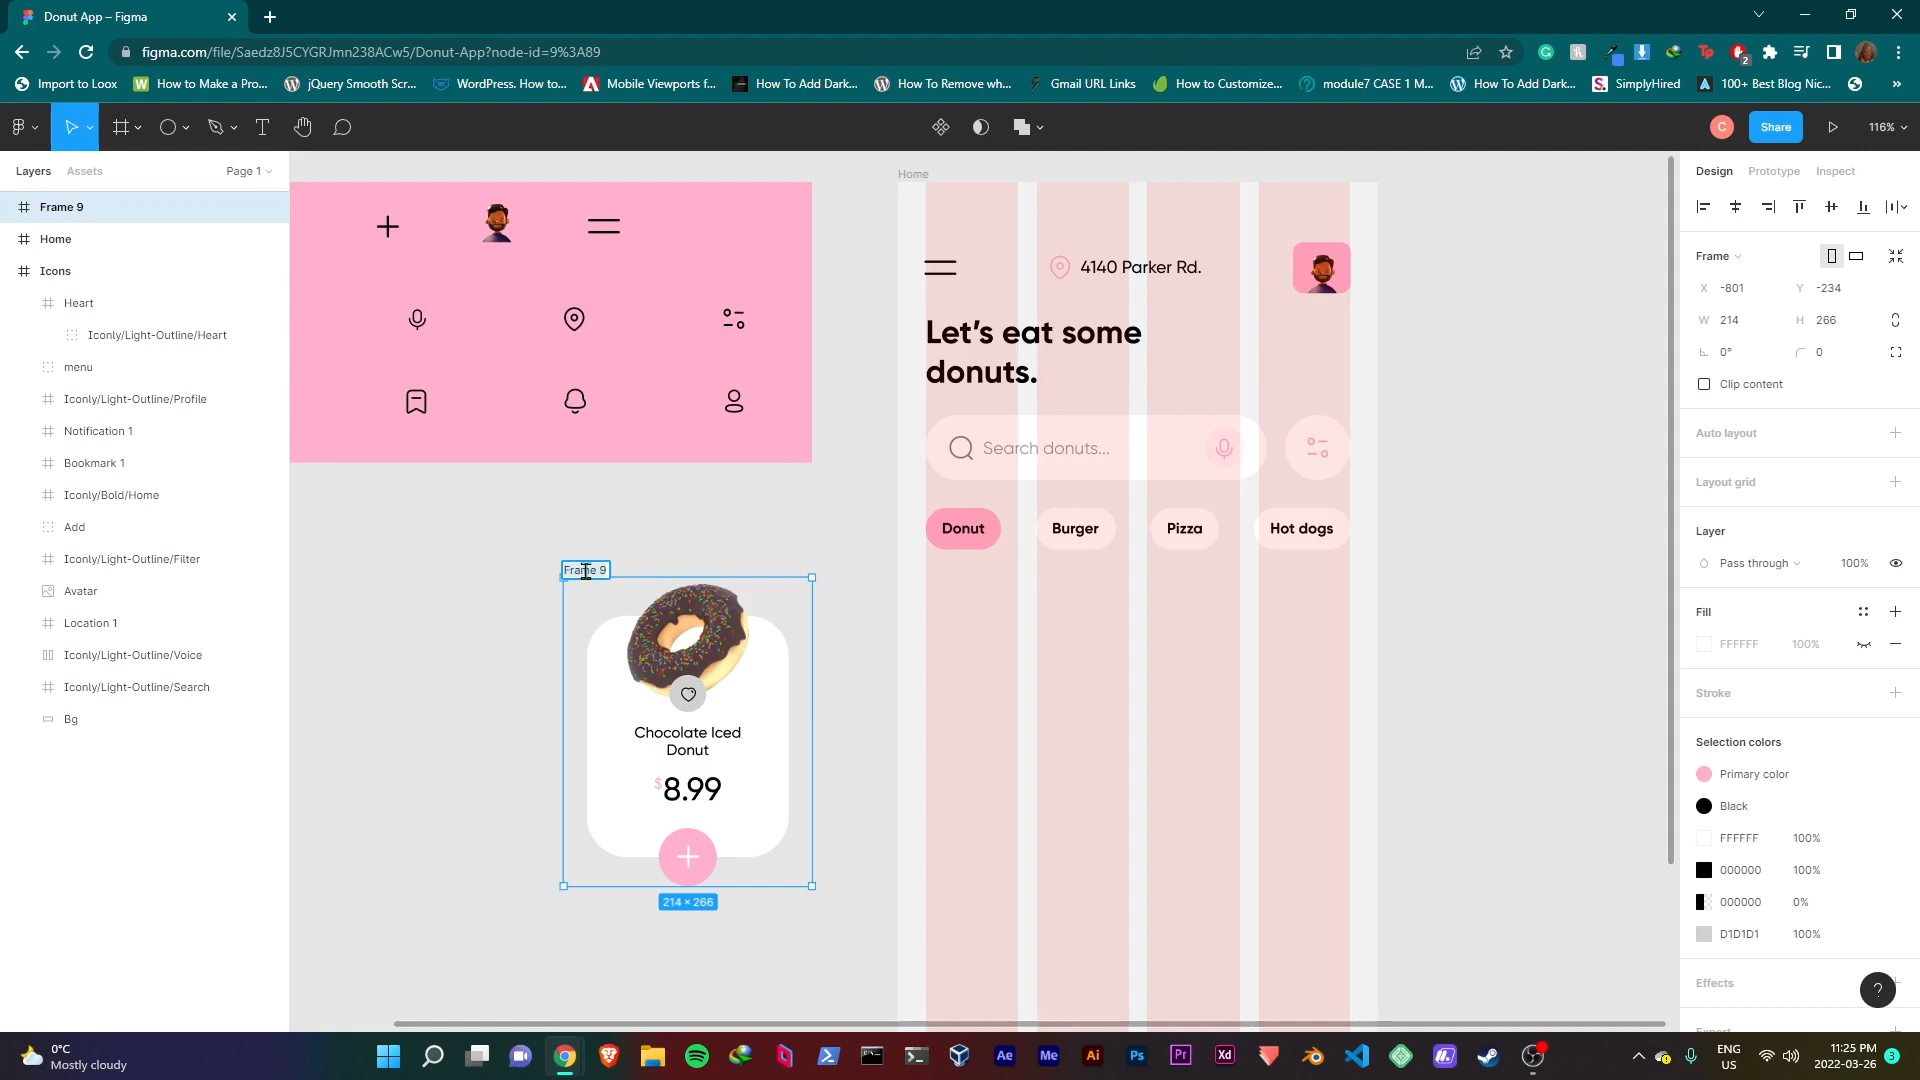 Donut App – Figma
figma.com/file/Saedz8J5CYGRJmn238ACw5/Donut-App?node-id=9%3A89
2
Import to Loox
How to Make a Pro...
jQuery Smooth Scr...
WordPress. How to...
Mobile Viewports f...
How To Add Dark...
How To Remove wh...
Gmail URL Links
How to Customize...
module7 CASE 1 M...
How To Add Dark...
SimplyHired
100+ Best Blog Nic...
»
C
Share
116%
Layers
Assets
Page 1
Frame 9
Home
Icons
Heart
Iconly/Light-Outline/Heart
menu
Iconly/Light-Outline/Profile
Notification 1
Bookmark 1
Iconly/Bold/Home
Add
Iconly/Light-Outline/Filter
Avatar
Location 1
Iconly/Light-Outline/Voice
Iconly/Light-Outline/Search
Bg
Home
4140 Parker Rd.
Let's eat some
donuts.
Search donuts...
Donut
Burger
Pizza
Hot dogs
Frame 9
Chocolate Iced
Donut
$8.99
214 × 266
Design
Prototype
Inspect
Frame
X -801
Y -234
W 214
H 266
0°
0
Clip content
Auto layout
Layout grid
Layer
Pass through
100%
Fill
FFFFFF 100%
Stroke
Selection colors
Primary color
Black
FFFFFF 100%
000000 100%
000000 0%
D1D1D1 100%
Effects
Export
?
0°C
Mostly cloudy
Ae
Me
Ai
Ps
Pr
Xd
ENG
US
11:25 PM
2022-03-26
3